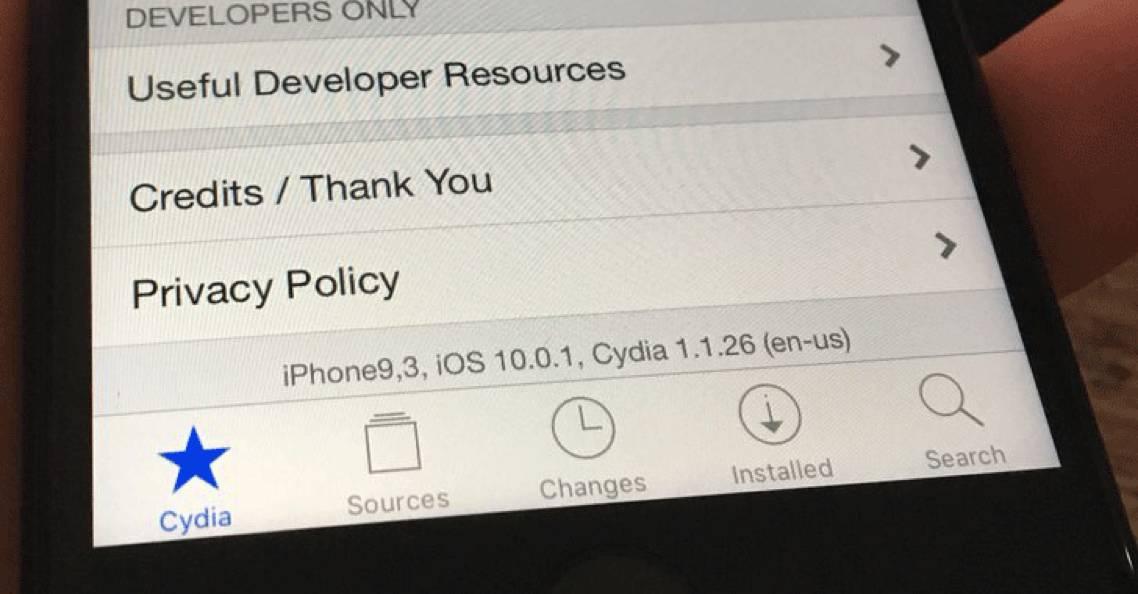 DEVELOPERS ONLY
Useful Developer Resources
Credits / Thank You
Privacy Policy
iPhone9,3, iOS 10.0.1, Cydia 1.1.26 (en-us)
Cydia
Sources
Changes
Installed
Search